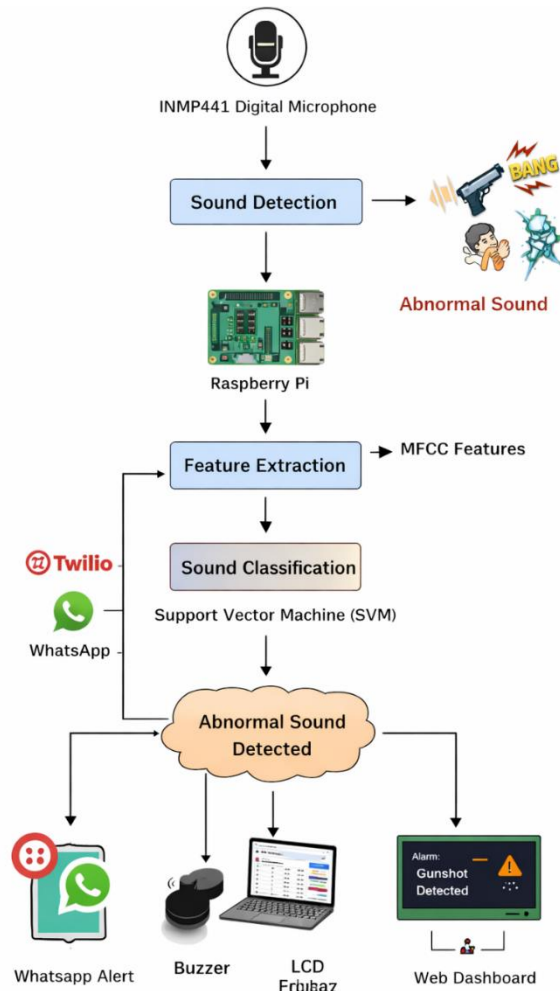 INMP441 Digital Microphone
Sound Detection
BANG
Abnormal Sound
Raspberry Pi
Feature Extraction
MFCC Features
Twilio
Sound Classification
WhatsApp
Support Vector Machine (SVM)
Abnormal Sound
Detected
Alarm:
Gunshot
Detected
Whatsapp Alert
Buzzer
LCD
Web Dashboard